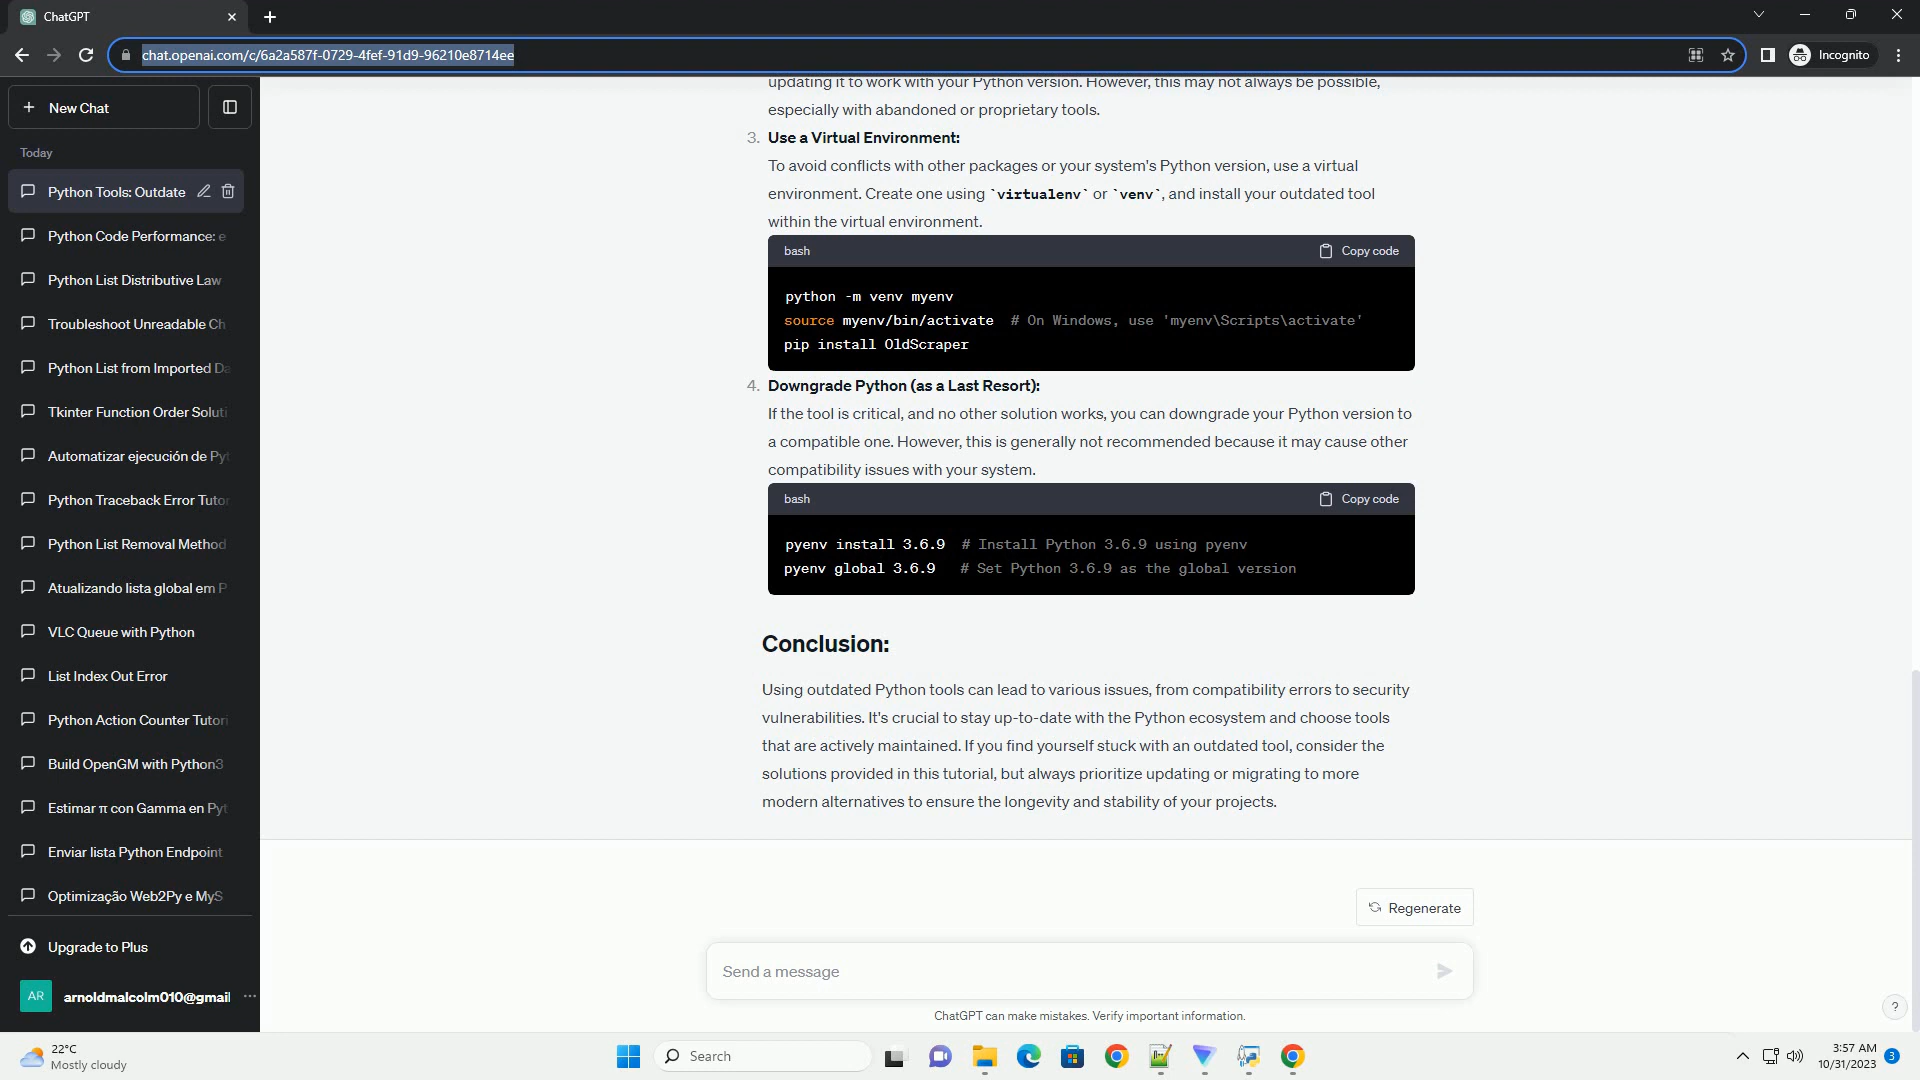 ChatGPT
chat.openai.com/c/6a2a587f-0729-4fef-91d9-96210e8714ee
Incognito
New Chat
Today
Python Tools: Outdate
Python Code Performance: e
Python List Distributive Law
Troubleshoot Unreadable Ch
Python List from Imported Da
Tkinter Function Order Soluti
Automatizar ejecución de Pyt
Python Traceback Error Tutor
Python List Removal Method
Atualizando lista global em P
VLC Queue with Python
List Index Out Error
Python Action Counter Tutori
Build OpenGM with Python3
Estimar π con Gamma en Pyt
Enviar lista Python Endpoint
Optimização Web2Py e MyS
Upgrade to Plus
AR
arnoldmalcolm010@gmail
updating it to work with your Python version. However, this may not always be possible,
especially with abandoned or proprietary tools.
3. Use a Virtual Environment:
To avoid conflicts with other packages or your system's Python version, use a virtual
environment. Create one using `virtualenv` or `venv`, and install your outdated tool
within the virtual environment.
bash
Copy code
python -m venv myenv
source myenv/bin/activate  # On Windows, use 'myenv\Scripts\activate'
pip install OldScraper
4. Downgrade Python (as a Last Resort):
If the tool is critical, and no other solution works, you can downgrade your Python version to
a compatible one. However, this is generally not recommended because it may cause other
compatibility issues with your system.
bash
Copy code
pyenv install 3.6.9  # Install Python 3.6.9 using pyenv
pyenv global 3.6.9   # Set Python 3.6.9 as the global version
Conclusion:
Using outdated Python tools can lead to various issues, from compatibility errors to security
vulnerabilities. It's crucial to stay up-to-date with the Python ecosystem and choose tools
that are actively maintained. If you find yourself stuck with an outdated tool, consider the
solutions provided in this tutorial, but always prioritize updating or migrating to more
modern alternatives to ensure the longevity and stability of your projects.
Regenerate
Send a message
ChatGPT can make mistakes. Verify important information.
?
22°C
Mostly cloudy
Search
3:57 AM
10/31/2023
3